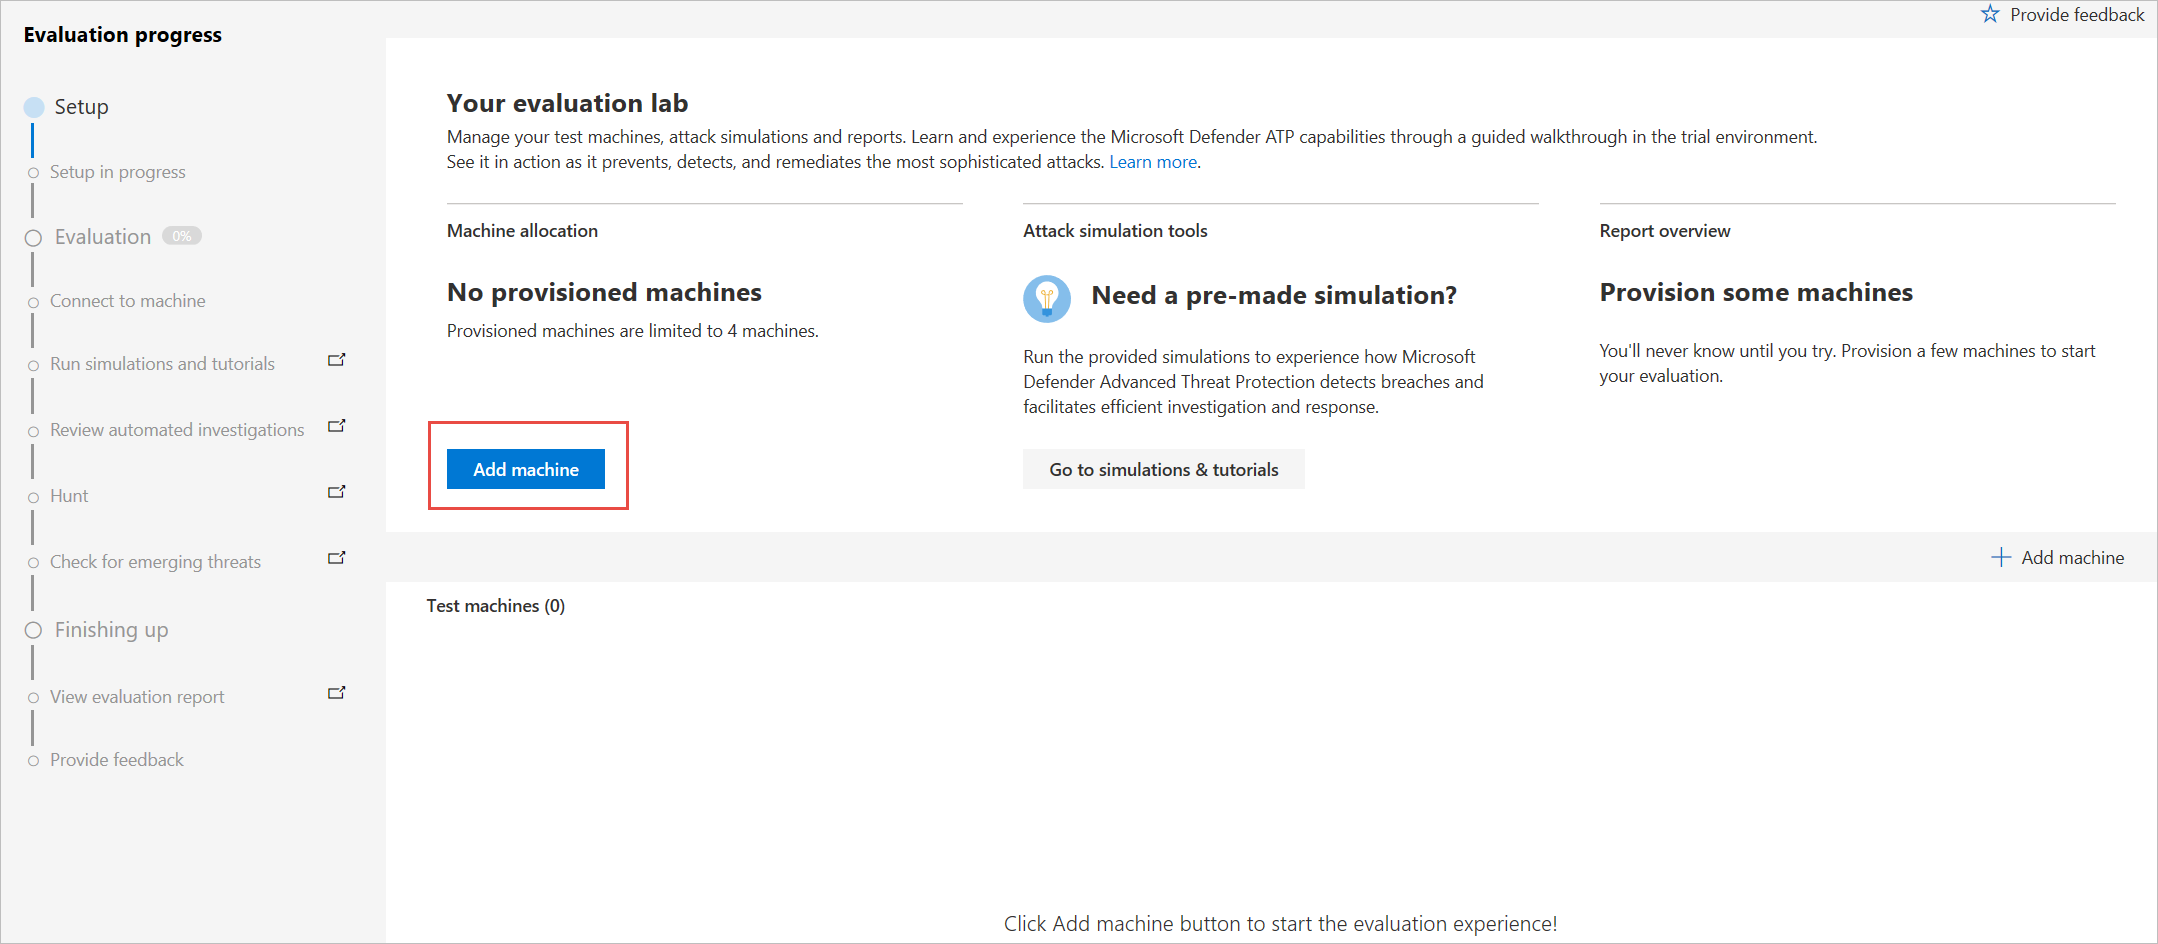 Provide feedback
Evaluation progress
Setup
Setup in progress
Evaluation 0%
Connect to machine
Run simulations and tutorials
Review automated investigations
Hunt
Check for emerging threats
Finishing up
View evaluation report
Provide feedback
Your evaluation lab
Manage your test machines, attack simulations and reports. Learn and experience the Microsoft Defender ATP capabilities through a guided walkthrough in the trial environment.
See it in action as it prevents, detects, and remediates the most sophisticated attacks. Learn more.
Machine allocation
No provisioned machines
Provisioned machines are limited to 4 machines.
Add machine
Attack simulation tools
Need a pre-made simulation?
Run the provided simulations to experience how Microsoft
Defender Advanced Threat Protection detects breaches and
facilitates efficient investigation and response.
Go to simulations & tutorials
Report overview
Provision some machines
You'll never know until you try. Provision a few machines to start
your evaluation.
Add machine
Test machines (0)
Click Add machine button to start the evaluation experience!